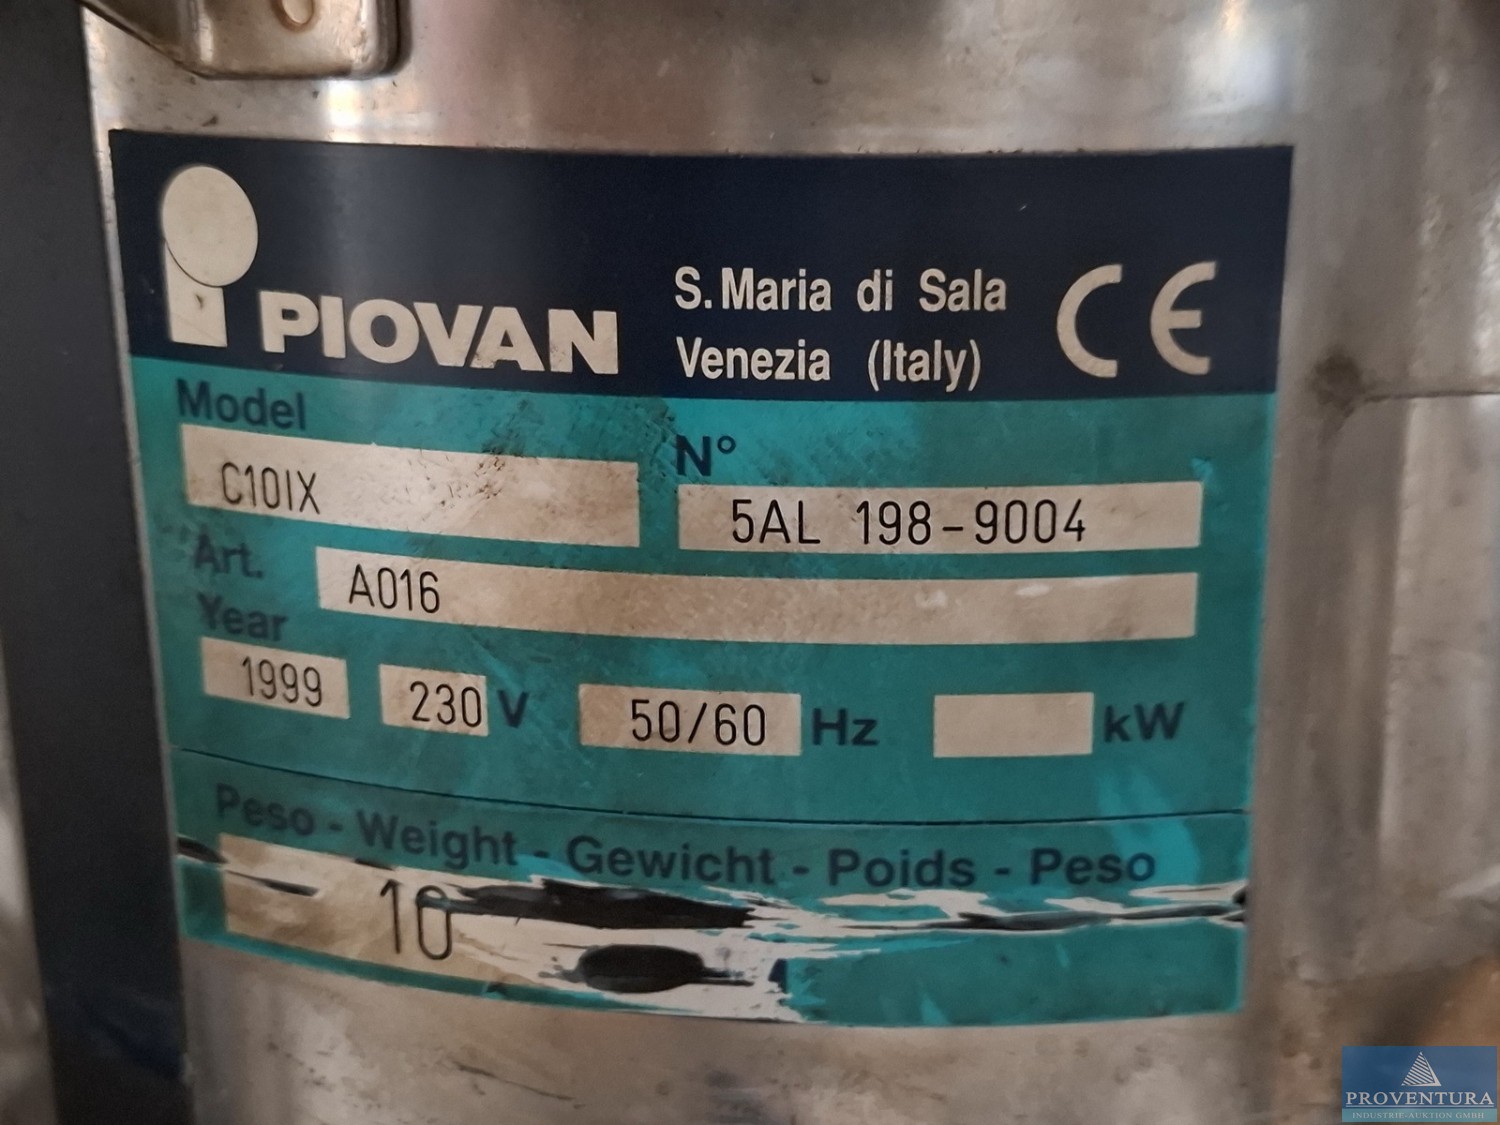 PIOVAN
S. Maria di Sala
Venezia (Italy)
CE
Model
C10IX
N°
5AL 198-9004
Art.
A016
Year
1999
230 V
50/60 Hz
kW
Peso - Weight - Gewicht - Poids - Peso
10
PROVENTURA
INDUSTRIE-AUKTION GMBH